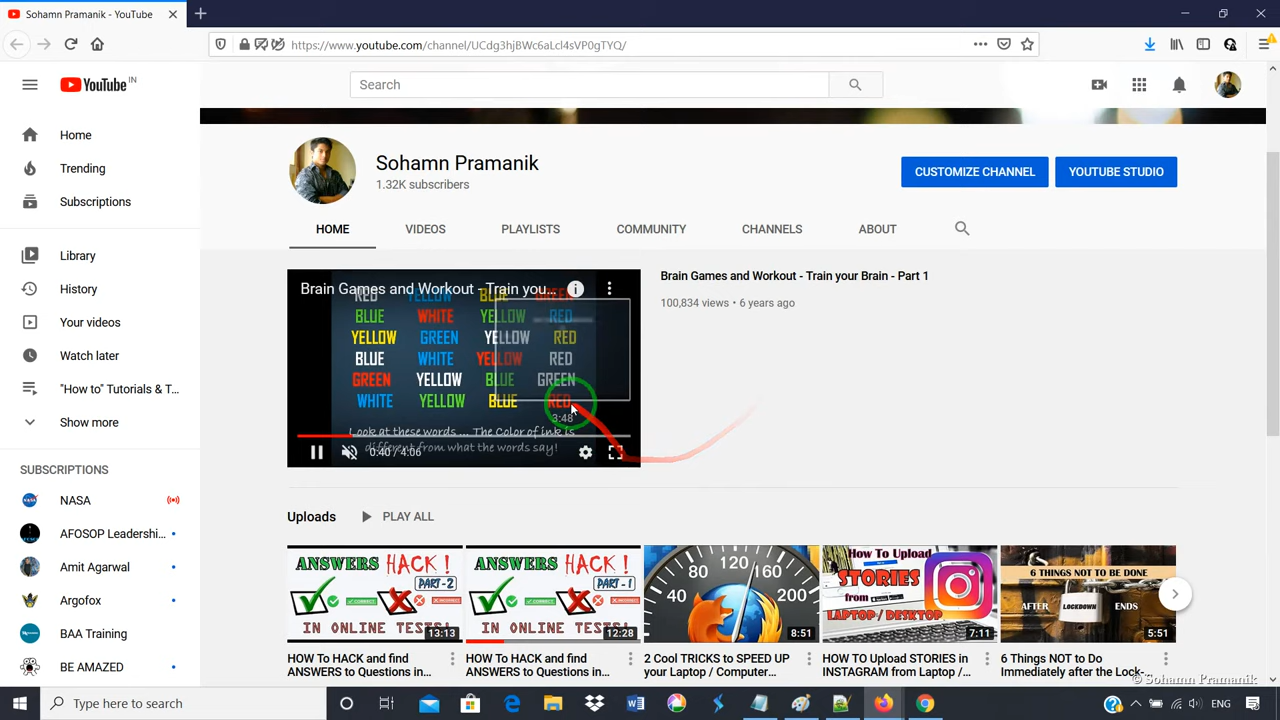 Sohamn Pramanik - YouTube
https://www.youtube.com/channel/UCdg3hjBWc6aLcl4sVP0gTYQ/
YouTube IN
Search
Home
Trending
Subscriptions
Library
History
Your videos
Watch later
"How to" Tutorials & T...
Show more
SUBSCRIPTIONS
NASA
AFOSOP Leadershi...
Amit Agarwal
Argofox
BAA Training
BE AMAZED
Sohamn Pramanik
1.32K subscribers
CUSTOMIZE CHANNEL
YOUTUBE STUDIO
HOME VIDEOS PLAYLISTS COMMUNITY CHANNELS ABOUT
Brain Games and Workout - Train you...
RED YELLOW BLUE GREEN
BLUE WHITE YELLOW RED
YELLOW GREEN YELLOW RED
BLUE WHITE YELLOW RED
GREEN YELLOW BLUE GREEN
WHITE YELLOW BLUE RED
3:48
Look at these words ... The Color of ink is
different from what the words say!
0:40 / 4:06
Brain Games and Workout - Train your Brain - Part 1
100,834 views • 6 years ago
Uploads PLAY ALL
ANSWERS HACK!
PART-2
CORRECT INCORRECT
IN ONLINE TESTS!
13:13
HOW To HACK and find
ANSWERS to Questions in...
ANSWERS HACK!
PART-1
CORRECT INCORRECT
IN ONLINE TESTS!
12:28
HOW To HACK and find
ANSWERS to Questions in...
40 80 120 160 200
8:51
2 Cool TRICKS to SPEED UP
your Laptop / Computer...
How To Upload
STORIES
from
LAPTOP / DESKTOP
7:11
HOW TO Upload STORIES in
INSTAGRAM from Laptop /...
6 THINGS NOT TO BE DONE
AFTER LOCKDOWN ENDS
5:51
6 Things NOT to Do
Immediately after the Lock-
© Sohamn Pramanik
Type here to search
ENG